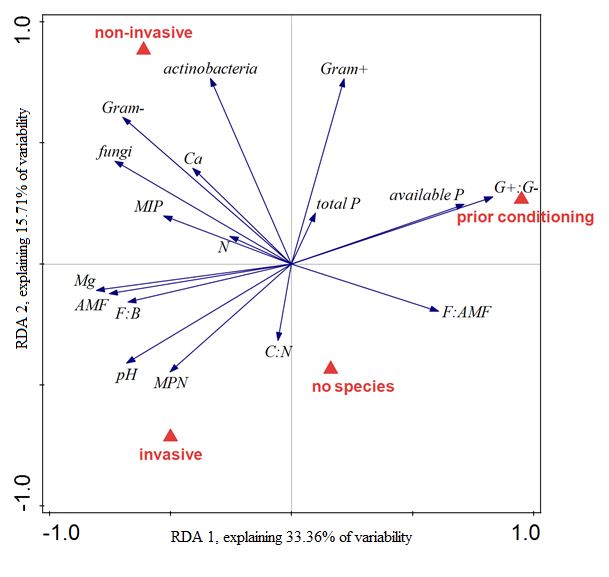 1.0
non-invasive
actinobacteria
Gram+
Gram-
fungi
Ca
G+:G-
available P
MIP
total P
prior conditioning
N
RDA 2, explaining 15.71% of variability
Mg
AMF
F:B
F:AMF
C:N
pH
MPN
no species
invasive
-1.0
-1.0
RDA 1, explaining 33.36% of variability
1.0